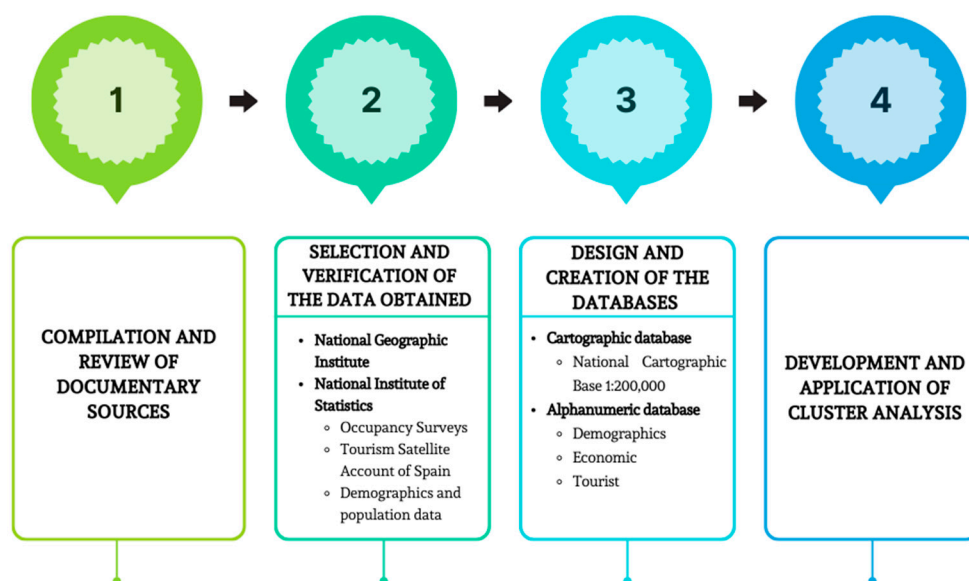 1
2
3
4
COMPILATION AND
REVIEW OF
DOCUMENTARY
SOURCES
SELECTION AND
VERIFICATION OF
THE DATA OBTAINED
• National Geographic
Institute
• National Institute of
Statistics
◦ Occupancy Surveys
◦ Tourism Satellite
Account of Spain
◦ Demographics and
population data
DESIGN AND
CREATION OF THE
DATABASES
• Cartographic database
◦ National Cartographic
Base 1:200,000
• Alphanumeric database
◦ Demographics
◦ Economic
◦ Tourist
DEVELOPMENT AND
APPLICATION OF
CLUSTER ANALYSIS